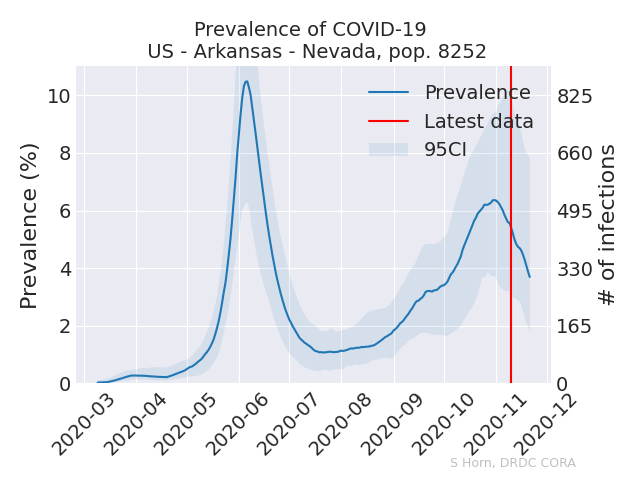 Prevalence of COVID-19
US - Arkansas - Nevada, pop. 8252
Prevalence (%)
10
8
6
4
2
0
Prevalence
Latest data
95CI
825
660
495
330
165
0
# of infections
2020-03
2020-04
2020-05
2020-06
2020-07
2020-08
2020-09
2020-10
2020-11
2020-12
S Horn, DRDC CORA